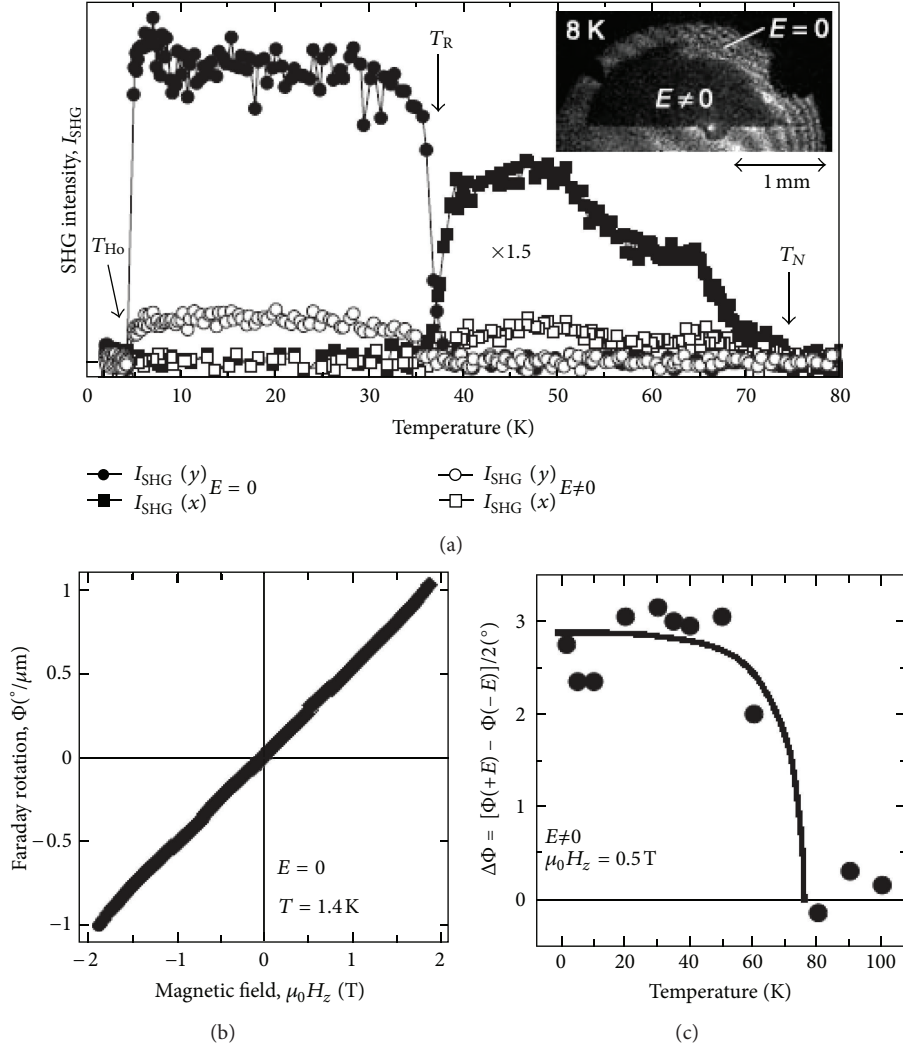 8 K
E = 0
E ≠ 0
1 mm
T_R
T_Ho
×1.5
T_N
SHG intensity, I_SHG
0 10 20 30 40 50 60 70 80
Temperature (K)
I_SHG (y)
I_SHG (x) E = 0
I_SHG (y)
I_SHG (x) E≠0
(a)
Faraday rotation, Φ(°/μm)
1
0.5
0
−0.5
−1
E = 0
T = 1.4 K
−2 −1 0 1 2
Magnetic field, μ₀H_z (T)
(b)
ΔΦ = [Φ(+E) − Φ(−E)]/2(°)
3
2
1
0
E≠0
μ₀H_z = 0.5 T
0 20 40 60 80 100
Temperature (K)
(c)